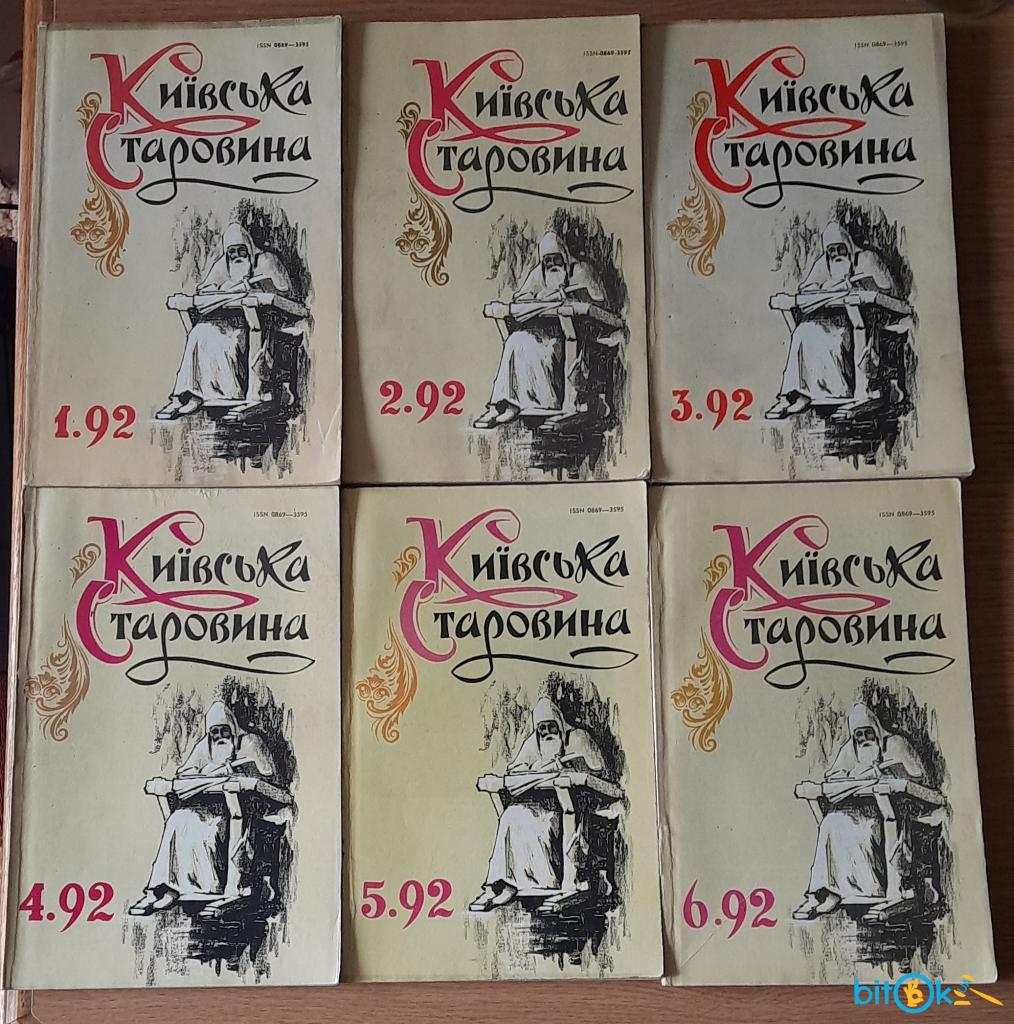 ISSN 0869—3595
Київська
Старовина
1.92
ISSN 0869-3595
Київська
Старовина
2.92
ISSN 0869—3595
Київська
Старовина
3.92
ISSN 0869—3595
Київська
Старовина
4.92
ISSN 0869—3595
Київська
Старовина
5.92
ISSN 0869—3595
Київська
Старовина
6.92